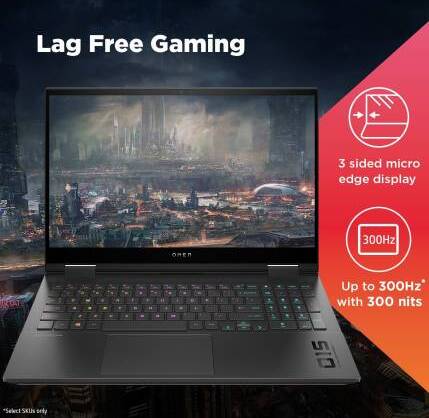 Lag Free Gaming
3 sided micro
edge display
OMEN
300Hz
Up to 300Hz*
with 300 nits
015
*Select SKUs only